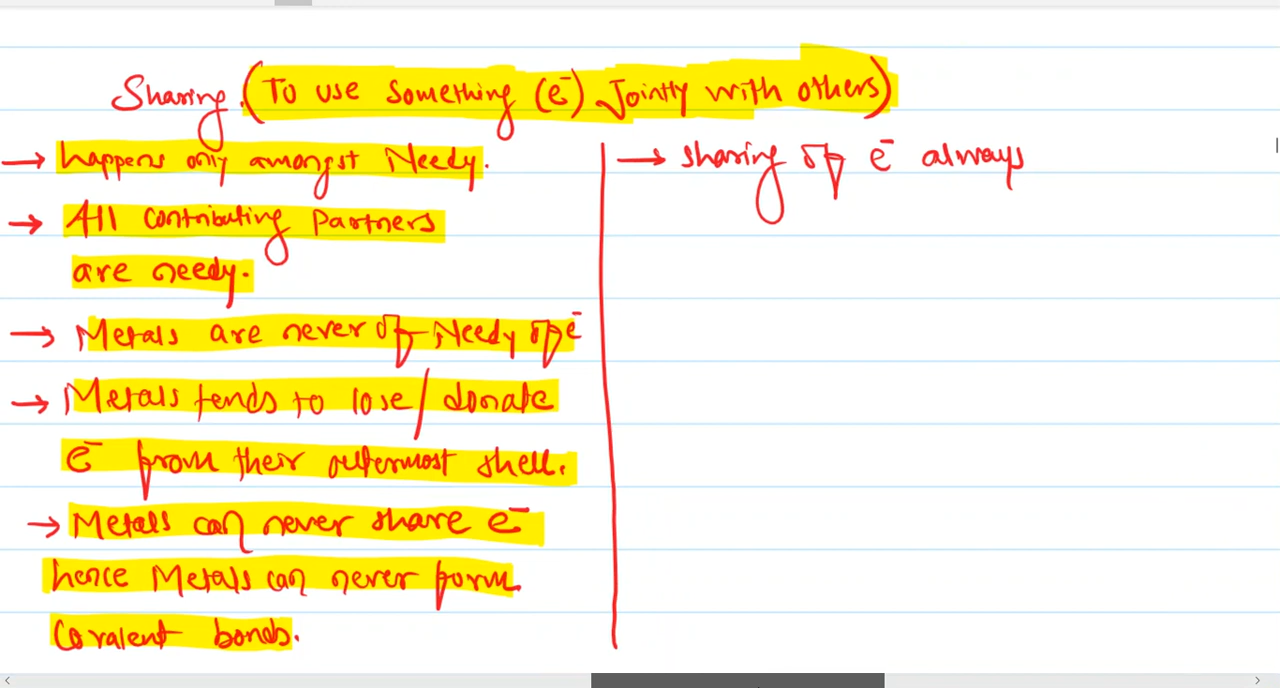 Sharing. (To use something (e⁻) Jointly with others)
→ happens only amongst Needy.
→ All contributing Partners
are needy.
→ Metals are never of Needy of e⁻
→ Metals tends to lose/donate
e⁻ from their outermost shell.
→ Metals can never share e⁻
hence Metals can never form
Covalent bonds.
→ sharing of e⁻ always